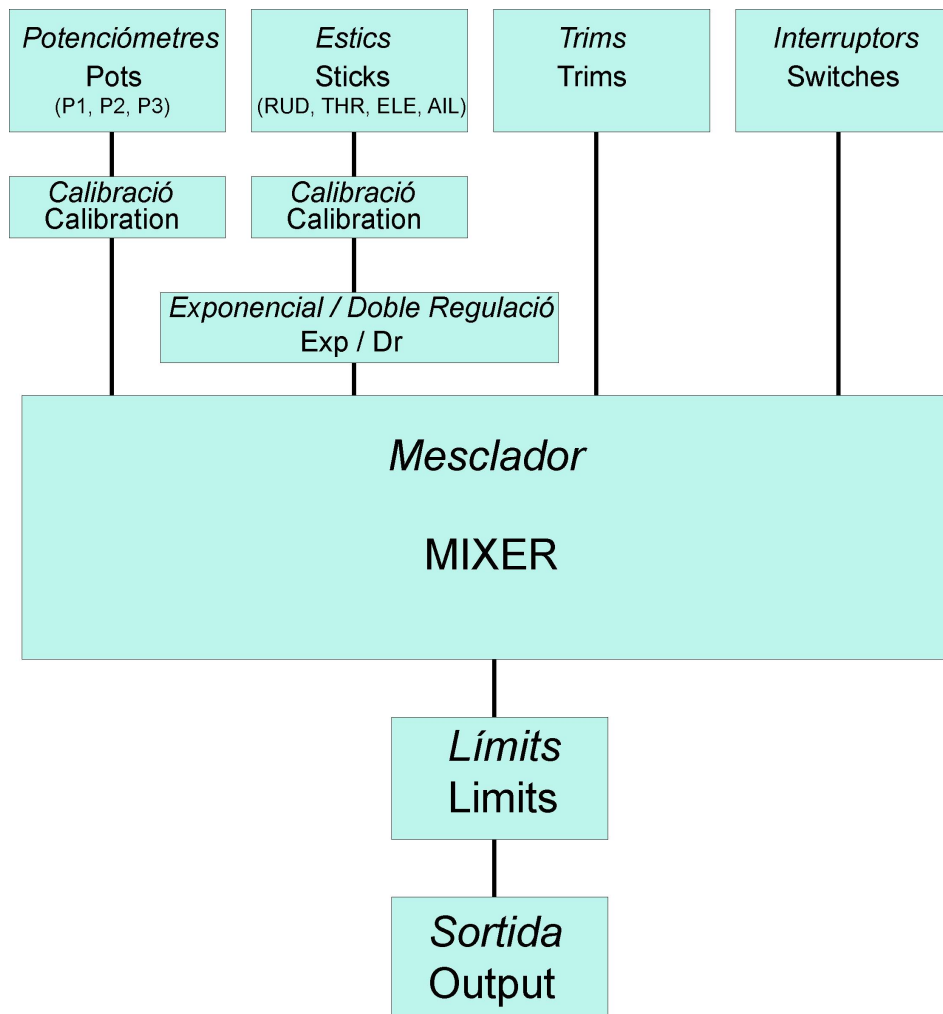 Potenciómetres
Pots
(P1, P2, P3)
Estics
Sticks
(RUD, THR, ELE, AIL)
Trims
Trims
Interruptors
Switches
Calibració
Calibration
Calibració
Calibration
Exponencial / Doble Regulació
Exp / Dr
Mesclador
MIXER
Límits
Limits
Sortida
Output